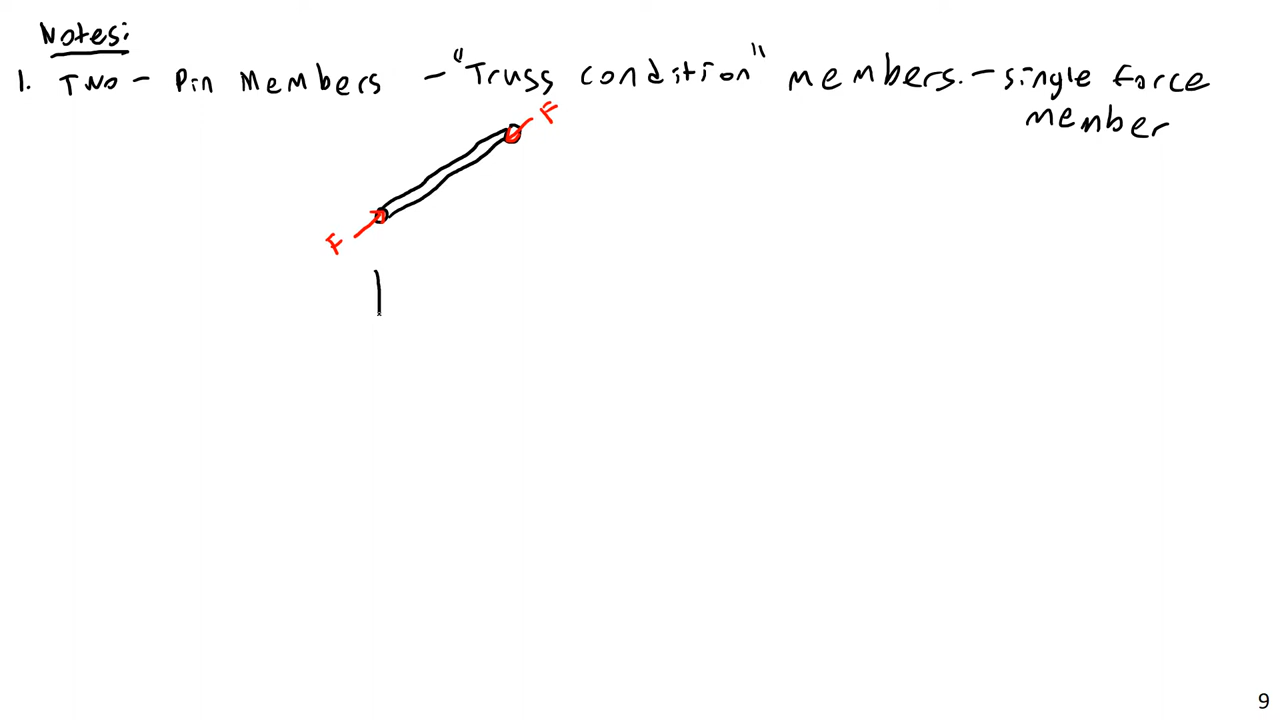 Notes:
1. Two - Pin Members - "Truss condition" members. - single force
member
F
F
9